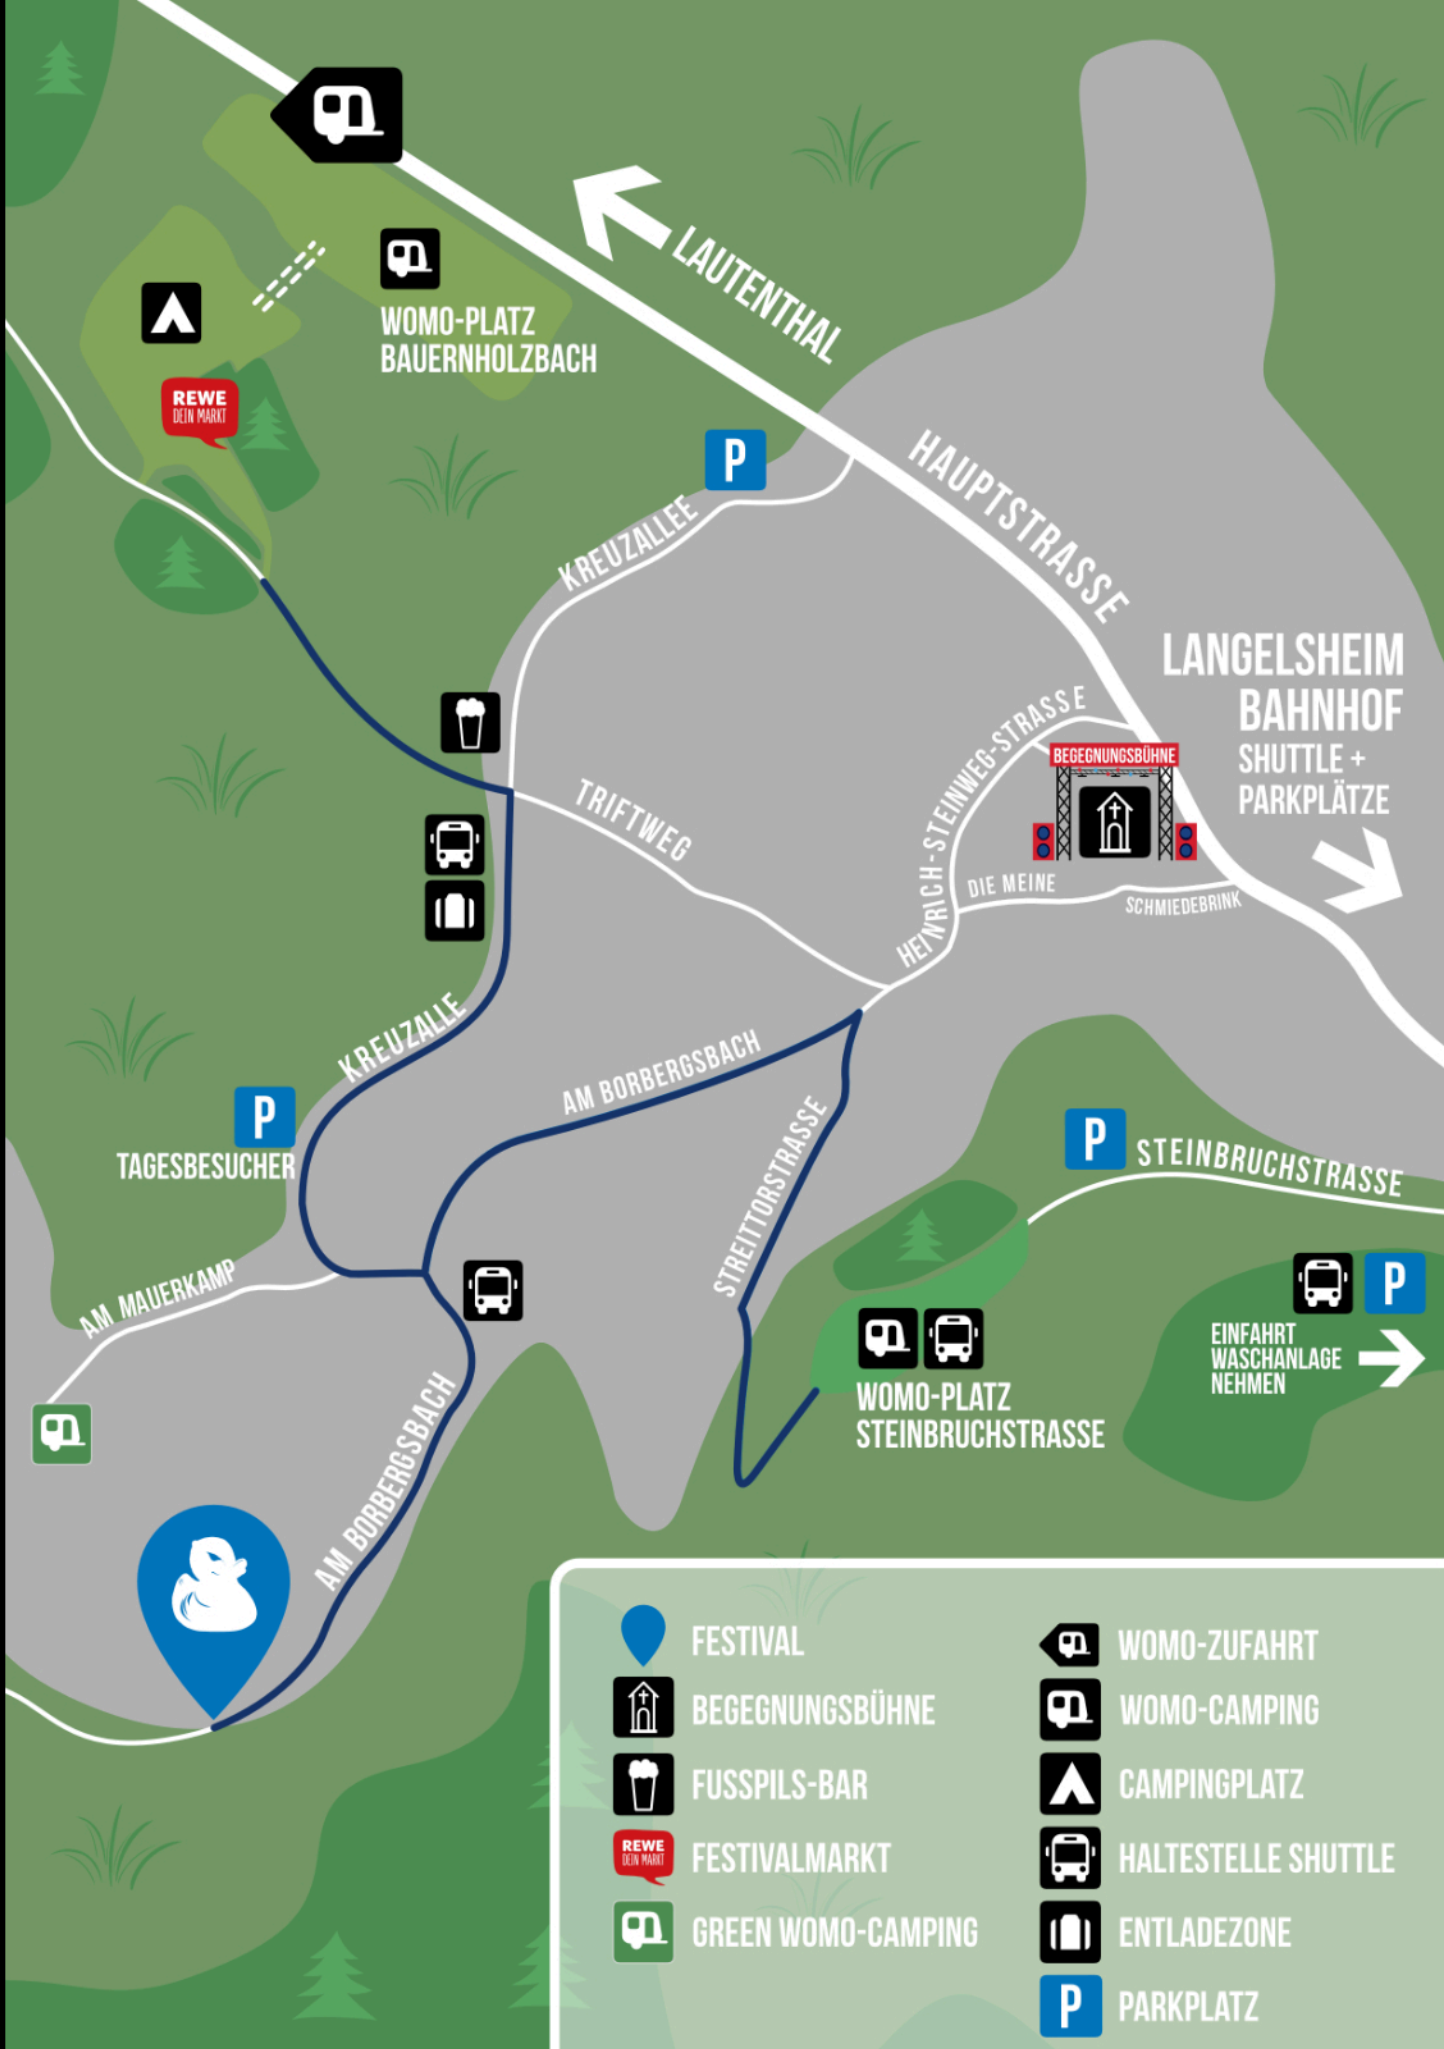 LAUTENTHAL
WOMO-PLATZ
BAUERNHOLZBACH
REWE
DEIN MARKT
P
HAUPTSTRASSE
KREUZALLEE
LANGELSHEIM
BAHNHOF
SHUTTLE +
PARKPLÄTZE
HEINRICH-STEINWEG-STRASSE
BEGEGNUNGSBÜHNE
TRIFTWEG
DIE MEINE
SCHMIEDEBRINK
KREUZALLE
AM BORBERGSBACH
P
TAGESBESUCHER
STREITTORSTRASSE
P
STEINBRUCHSTRASSE
AM MAUERKAMP
P
EINFAHRT
WASCHANLAGE
NEHMEN
WOMO-PLATZ
STEINBRUCHSTRASSE
AM BORBERGSBACH
FESTIVAL
BEGEGNUNGSBÜHNE
FUSSPILS-BAR
REWE
DEIN MARKT
FESTIVALMARKT
GREEN WOMO-CAMPING
WOMO-ZUFAHRT
WOMO-CAMPING
CAMPINGPLATZ
HALTESTELLE SHUTTLE
ENTLADEZONE
P
PARKPLATZ